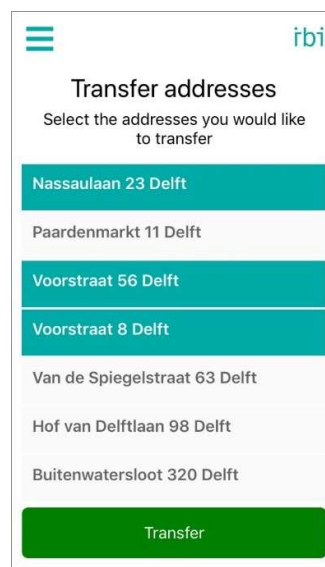 rbi
Transfer addresses
Select the addresses you would like
to transfer
Nassaulaan 23 Delft
Paardenmarkt 11 Delft
Voorstraat 56 Delft
Voorstraat 8 Delft
Van de Spiegelstraat 63 Delft
Hof van Delftlaan 98 Delft
Buitenwatersloot 320 Delft
Transfer